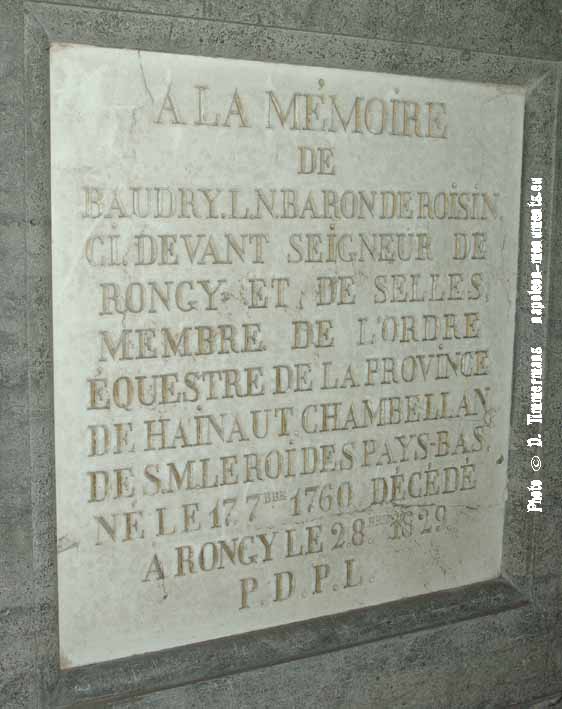 A LA MÉMOIRE
DE
BAUDRY.L.N.BARON DE ROISIN,
CI.DEVANT SEIGNEUR DE
RONGY ET DE SELLES,
MEMBRE DE L'ORDRE
ÉQUESTRE DE LA PROVINCE
DE HAINAUT CHAMBELLAN
DE S.M.LE ROI DES PAYS-BAS,
NÉ LE 17. 7BRE 1760, DÉCÉDÉ
A RONGY LE 28. 1829.
P.D.P.L.
Photo © D. Timmermans napoleon-monuments.eu